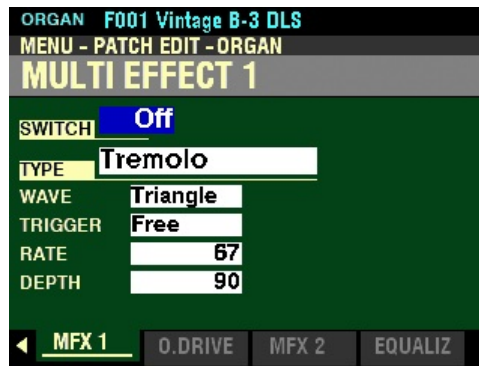 ORGAN F001 Vintage B-3 DLS
MENU - PATCH EDIT - ORGAN
MULTI EFFECT 1
SWITCH Off
TYPE Tremolo
WAVE Triangle
TRIGGER Free
RATE 67
DEPTH 90
MFX 1 O.DRIVE MFX 2 EQUALIZ